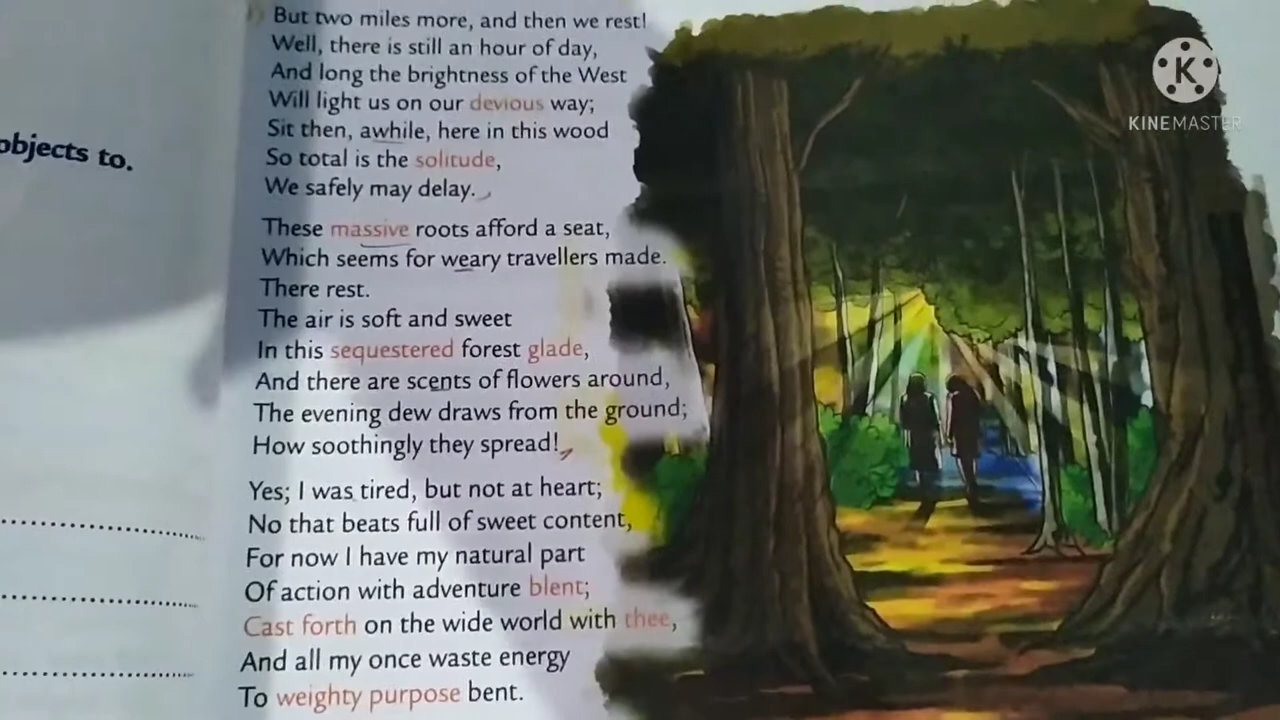 But two miles more, and then we rest!
Well, there is still an hour of day,
And long the brightness of the West
Will light us on our devious way;
Sit then, awhile, here in this wood
So total is the solitude,
We safely may delay.
These massive roots afford a seat,
Which seems for weary travellers made.
There rest.
The air is soft and sweet
In this sequestered forest glade,
And there are scents of flowers around,
The evening dew draws from the ground;
How soothingly they spread!
Yes; I was tired, but not at heart;
No that beats full of sweet content,
For now I have my natural part
Of action with adventure blent;
Cast forth on the wide world with thee,
And all my once waste energy
To weighty purpose bent.
objects to.
K
KINEMASTER